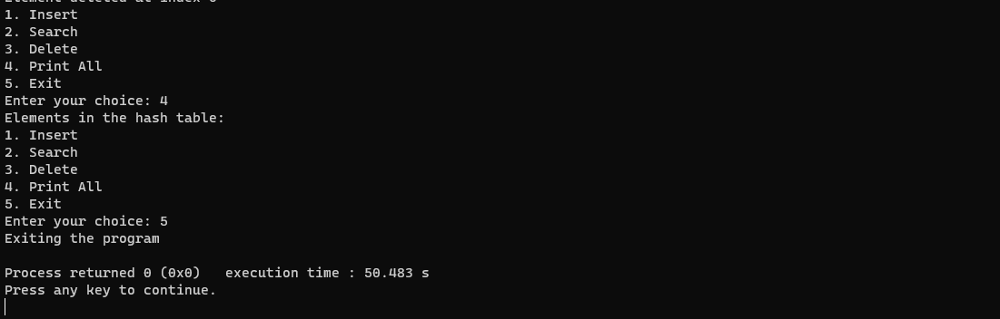 Element deleted at index 0
1. Insert
2. Search
3. Delete
4. Print All
5. Exit
Enter your choice: 4
Elements in the hash table:
1. Insert
2. Search
3. Delete
4. Print All
5. Exit
Enter your choice: 5
Exiting the program
Process returned 0 (0x0)   execution time : 50.483 s
Press any key to continue.